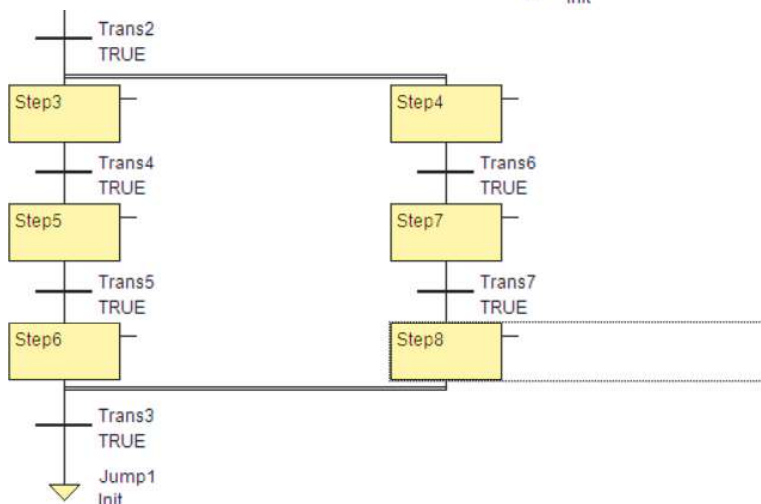 Init
Trans2
TRUE
Step3
Step4
Trans4
TRUE
Trans6
TRUE
Step5
Step7
Trans5
TRUE
Trans7
TRUE
Step6
Step8
Trans3
TRUE
Jump1
Init